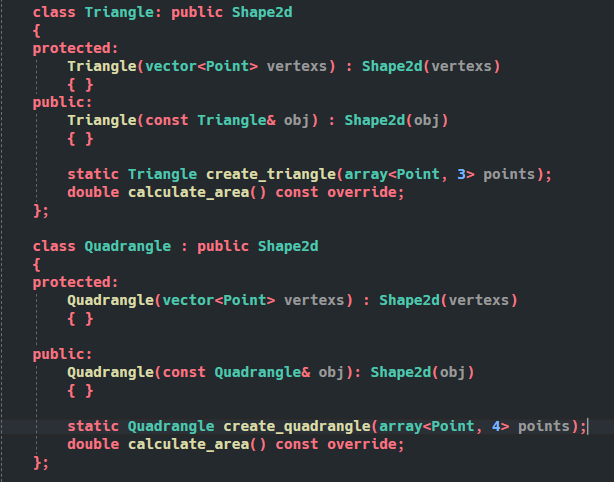 class Triangle: public Shape2d
{
protected:
Triangle(vector<Point> vertexs) : Shape2d(vertexs)
{ }
public:
Triangle(const Triangle& obj) : Shape2d(obj)
{ }
static Triangle create_triangle(array<Point, 3> points);
double calculate_area() const override;
};
class Quadrangle : public Shape2d
{
protected:
Quadrangle(vector<Point> vertexs) : Shape2d(vertexs)
{ }
public:
Quadrangle(const Quadrangle& obj): Shape2d(obj)
{ }
static Quadrangle create_quadrangle(array<Point, 4> points);
double calculate_area() const override;
};